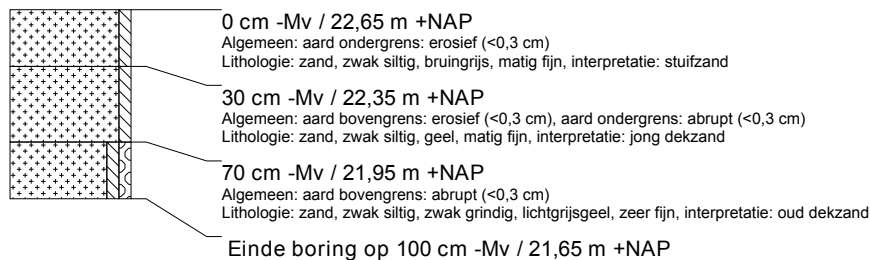 0 cm -Mv / 22,65 m +NAP
Algemeen: aard ondergrens: erosief (<0,3 cm)
Lithologie: zand, zwak siltig, bruingrijs, matig fijn, interpretatie: stuifzand
30 cm -Mv / 22,35 m +NAP
Algemeen: aard bovengrens: erosief (<0,3 cm), aard ondergrens: abrupt (<0,3 cm)
Lithologie: zand, zwak siltig, geel, matig fijn, interpretatie: jong dekzand
70 cm -Mv / 21,95 m +NAP
Algemeen: aard bovengrens: abrupt (<0,3 cm)
Lithologie: zand, zwak siltig, zwak grindig, lichtgrijsgeel, zeer fijn, interpretatie: oud dekzand
Einde boring op 100 cm -Mv / 21,65 m +NAP